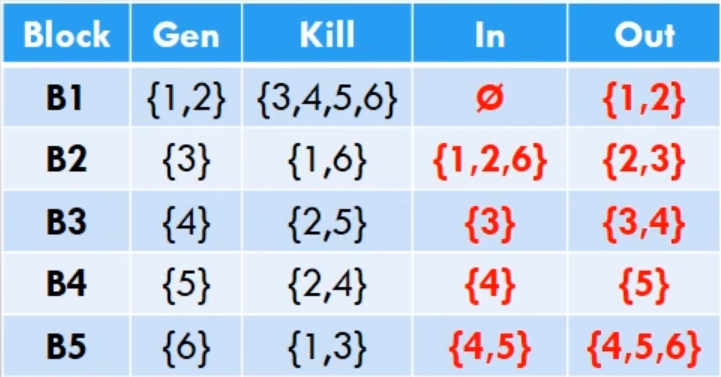 Block Gen Kill In Out
B1 {1,2} {3,4,5,6} Ø {1,2}
B2 {3} {1,6} {1,2,6} {2,3}
B3 {4} {2,5} {3} {3,4}
B4 {5} {2,4} {4} {5}
B5 {6} {1,3} {4,5} {4,5,6}